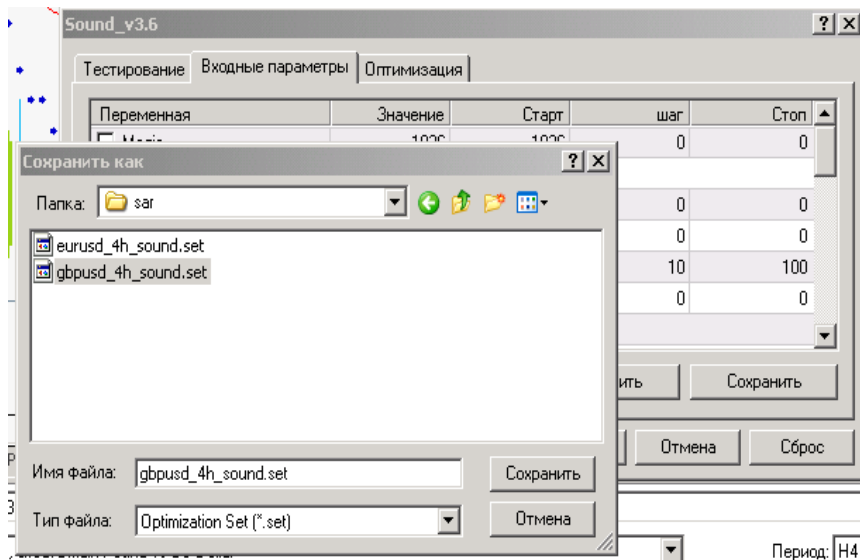 Sound_v3.6
Тестирование Входные параметры Оптимизация
Переменная Значение Старт шаг Стоп
0 0
Сохранить как
Папка: sar
0 0
eurusd_4h_sound.set
0 0
gbpusd_4h_sound.set
10 100
0 0
ить Сохранить
Отмена Сброс
Имя файла: gbpusd_4h_sound.set Сохранить
Тип файла: Optimization Set (*.set) Отмена
Период: H4